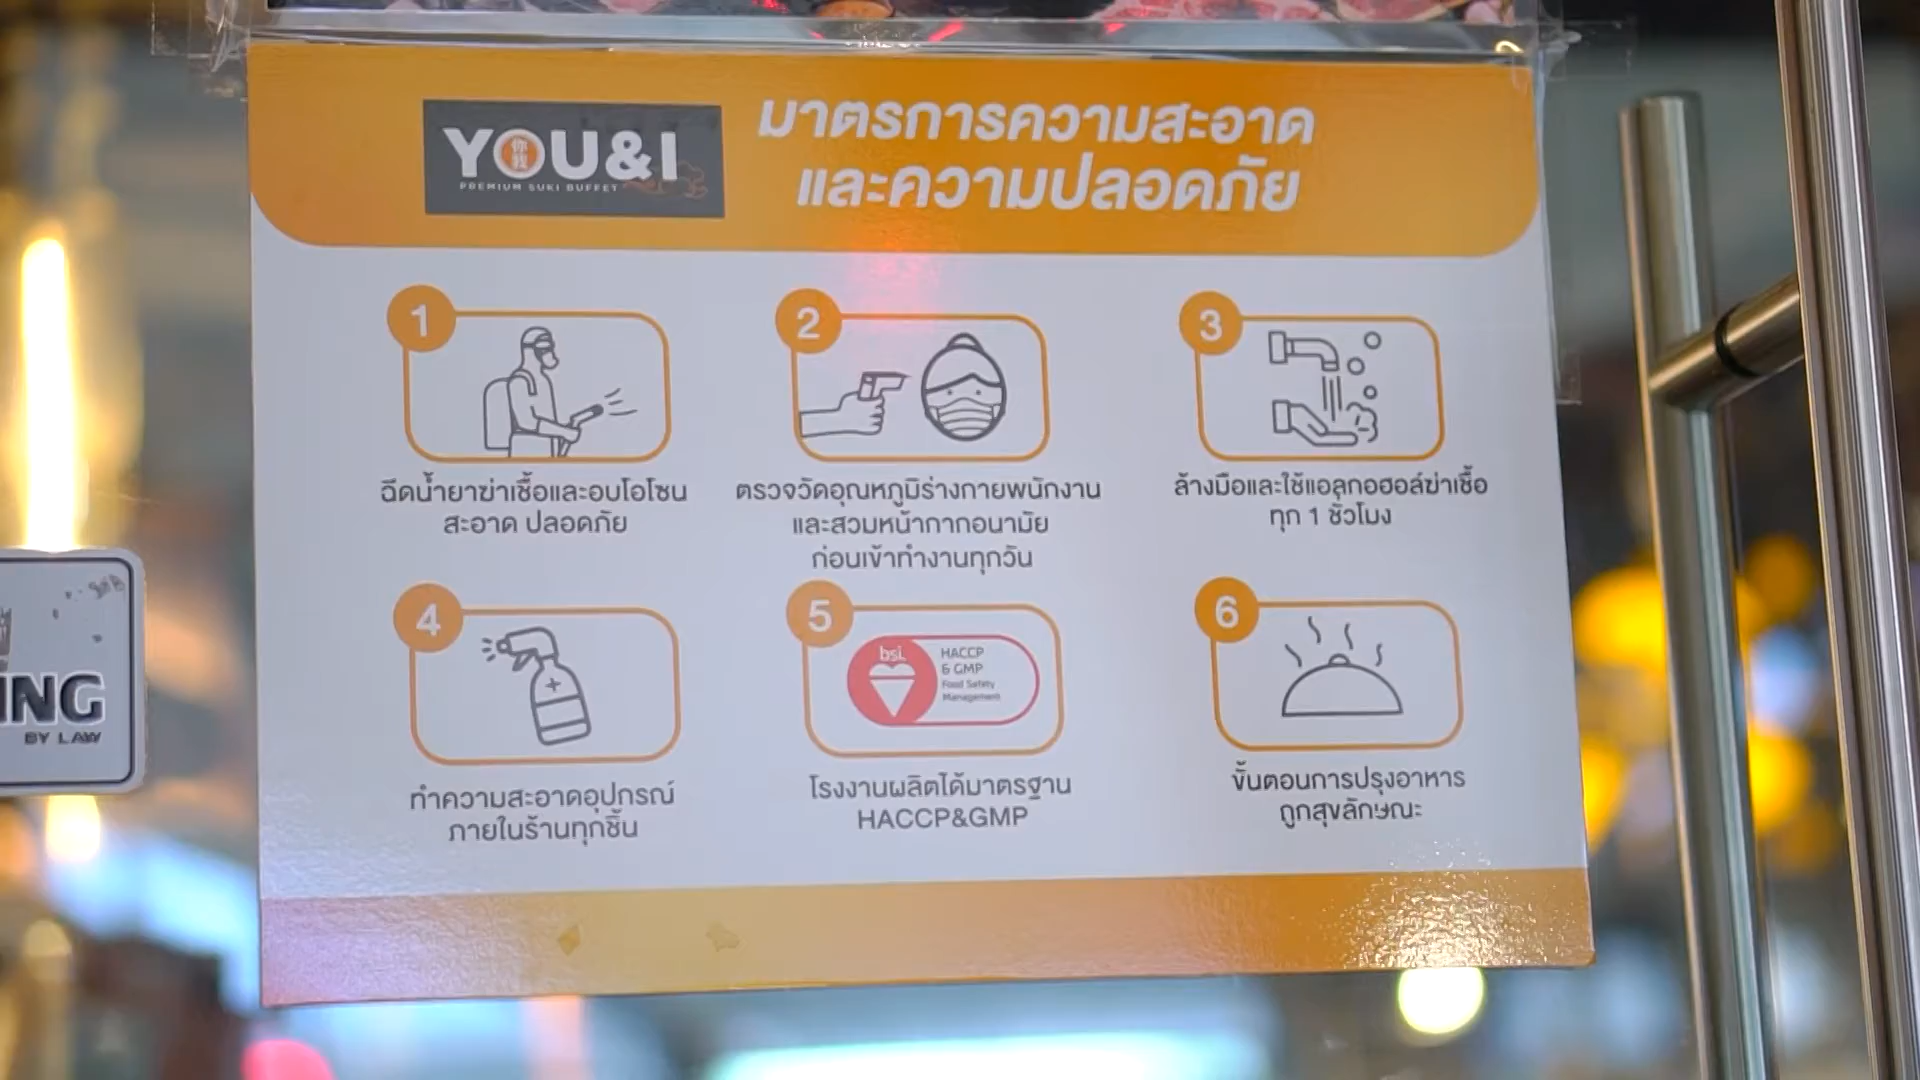 YOU&I
你我
PREMIUM SUKI BUFFET
มาตรการความสะอาด
และความปลอดภัย
1
ฉีดน้ำยาฆ่าเชื้อและอบโอโซน
สะอาด ปลอดภัย
2
ตรวจวัดอุณหภูมิร่างกายพนักงาน
และสวมหน้ากากอนามัย
ก่อนเข้าทำงานทุกวัน
3
ล้างมือและใช้แอลกอฮอล์ฆ่าเชื้อ
ทุก 1 ชั่วโมง
4
ทำความสะอาดอุปกรณ์
ภายในร้านทุกชิ้น
5
bsi.
HACCP
& GMP
Food Safety
Management
โรงงานผลิตได้มาตรฐาน
HACCP&GMP
6
ขั้นตอนการปรุงอาหาร
ถูกสุขลักษณะ
ING
BY LAW